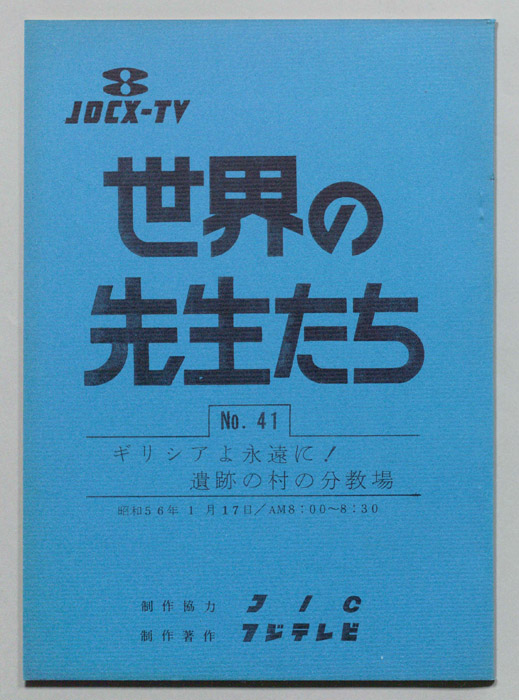 8
JOCX-TV
世界の
先生たち
No. 41
ギリシアよ永遠に!
遺跡の村の分教場
昭和56年1月17日/AM8:00〜8:30
制作協力 JIC
制作著作 フジテレビ